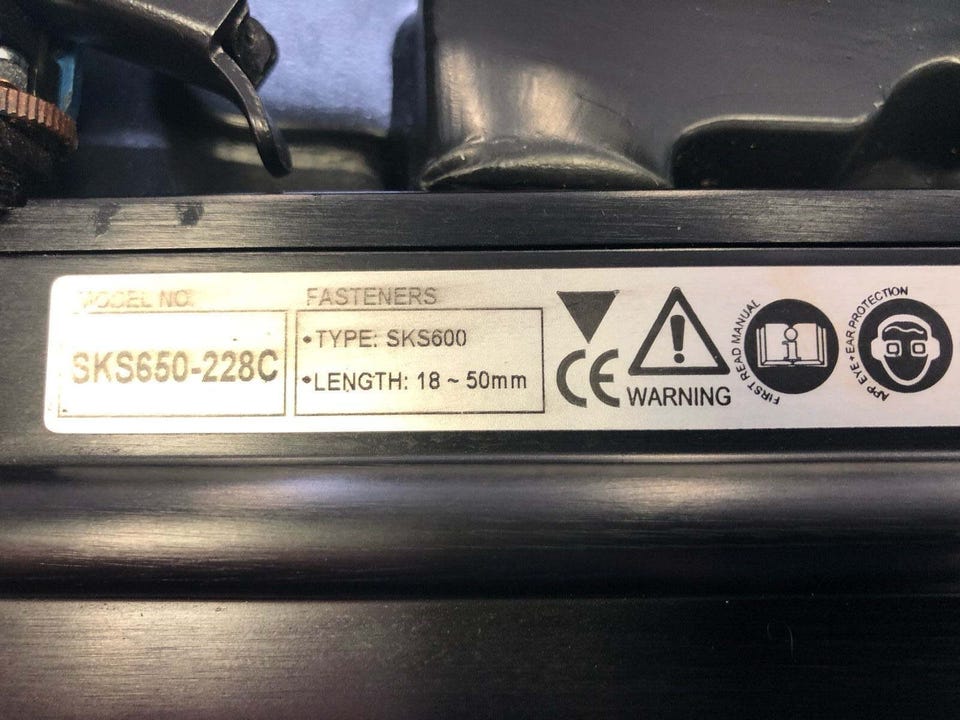 MODEL NO.
SKS650-228C
FASTENERS
•TYPE: SKS600
•LENGTH: 18 ~ 50mm
CE
WARNING
FIRST READ MANUAL
i
APP EYE+EAR PROTECTION